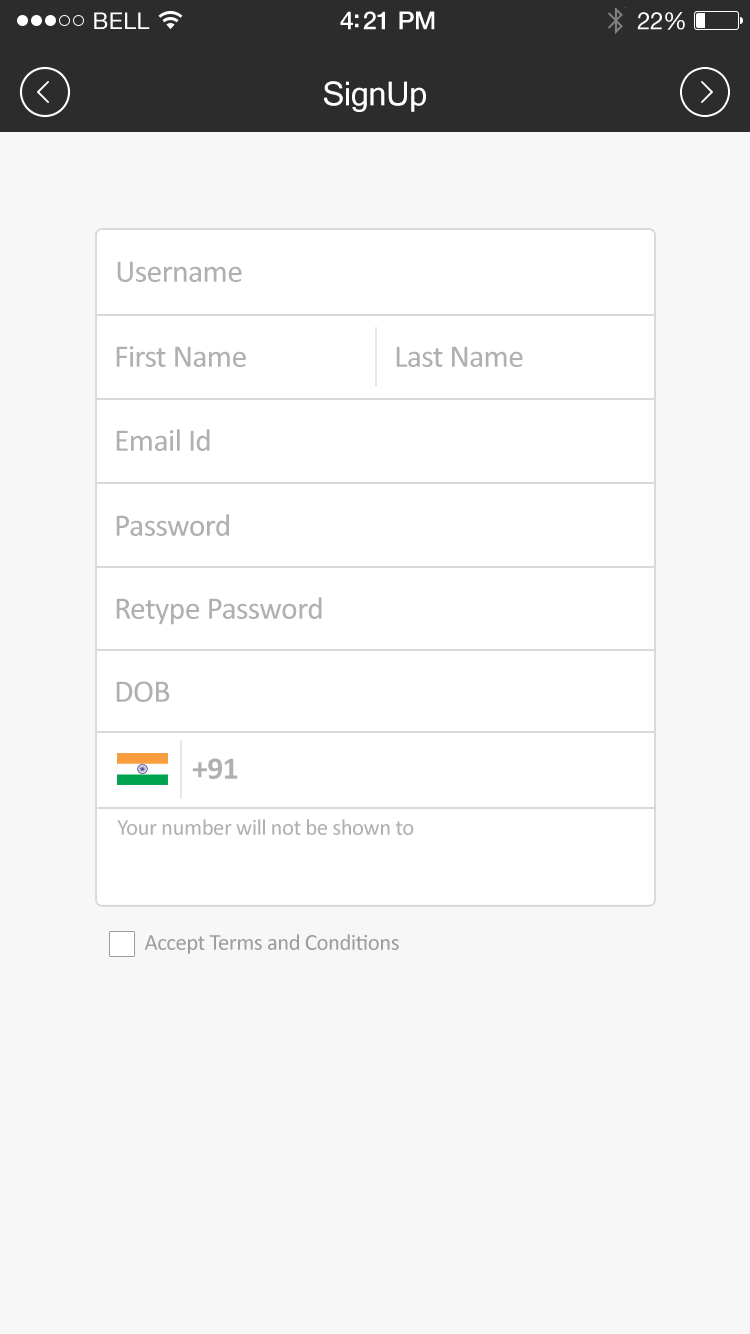 BELL 4:21 PM 22%
SignUp
Username
First Name Last Name
Email Id
Password
Retype Password
DOB
+91
Your number will not be shown to
Accept Terms and Conditions